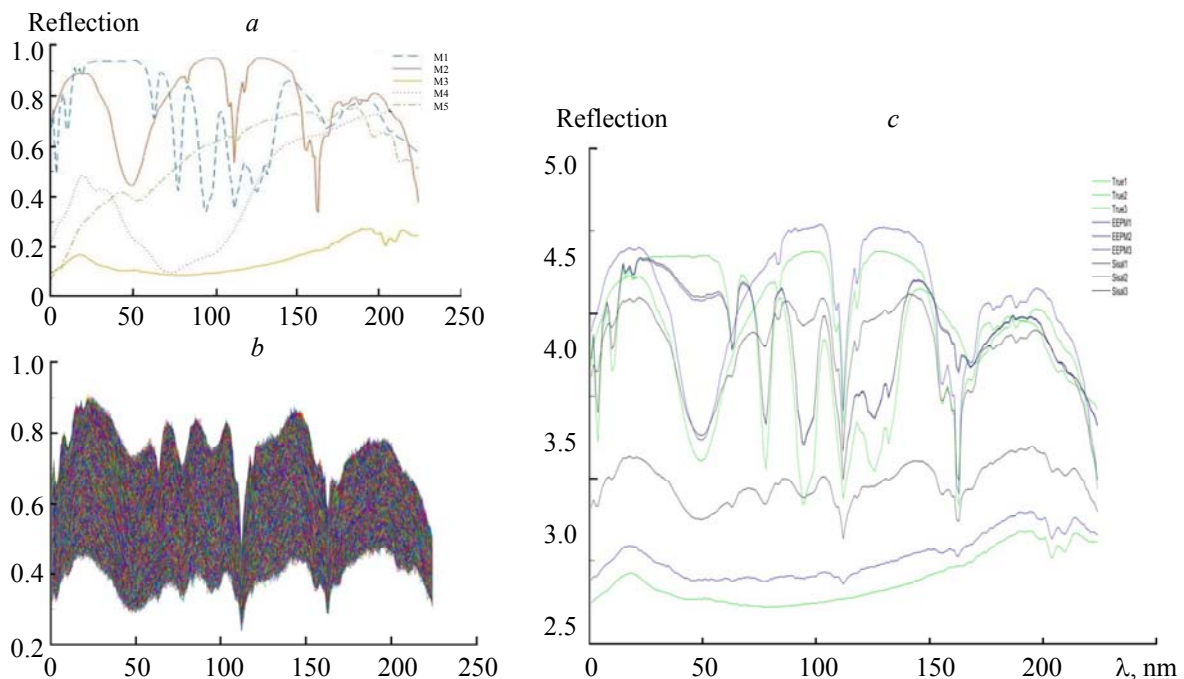 Reflection a
1.0
0.8
0.6
0.4
0.2
0
0 50 100 150 200 250
M1
M2
M3
M4
M5
b
1.0
0.8
0.6
0.4
0.2
0 50 100 150 200 250
Reflection c
5.0
4.5
4.0
3.5
3.0
2.5
0 50 100 150 200 λ, nm
True1
True2
True3
EEPM1
EEPM2
EEPM3
Sisal1
Sisal2
Sisal3